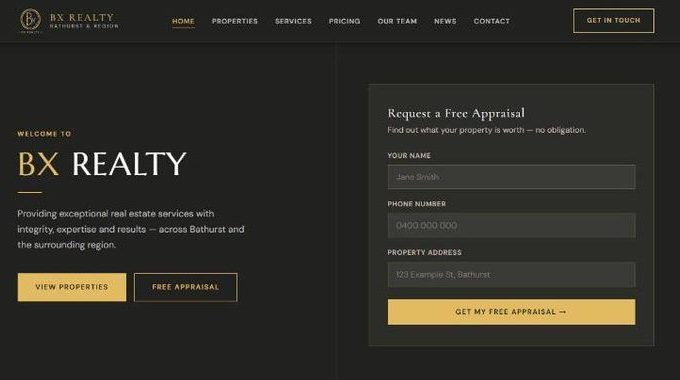 BX REALTY
BATHURST & REGION
HOME PROPERTIES SERVICES PRICING OUR TEAM NEWS CONTACT
GET IN TOUCH
WELCOME TO
BX REALTY
Providing exceptional real estate services with
integrity, expertise and results — across Bathurst and
the surrounding region.
VIEW PROPERTIES
FREE APPRAISAL
Request a Free Appraisal
Find out what your property is worth — no obligation.
YOUR NAME
Jane Smith
PHONE NUMBER
0400 000 000
PROPERTY ADDRESS
123 Example St, Bathurst
GET MY FREE APPRAISAL →